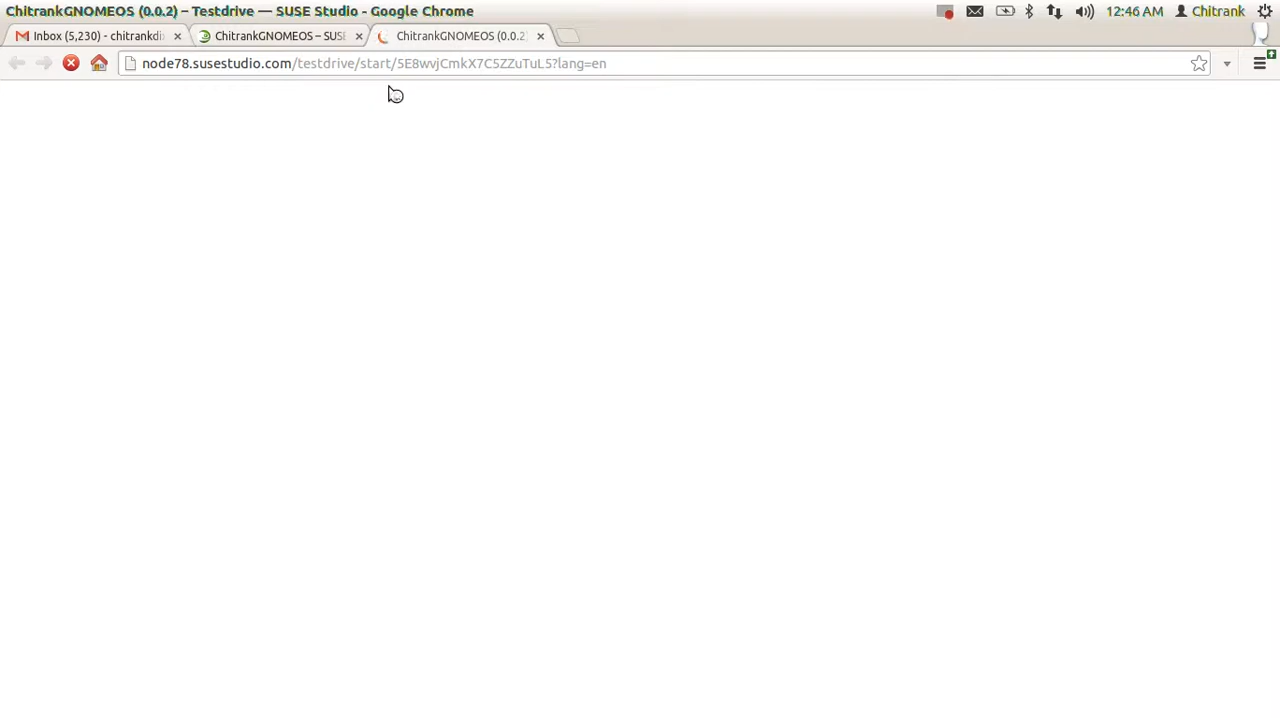 ChitrankGNOMEOS (0.0.2) – Testdrive — SUSE Studio - Google Chrome
12:46 AM Chitrank
Inbox (5,230) - chitrankdi
ChitrankGNOMEOS – SUSE
ChitrankGNOMEOS (0.0.2)
node78.susestudio.com/testdrive/start/5E8wvjCmkX7C5ZZuTuL5?lang=en